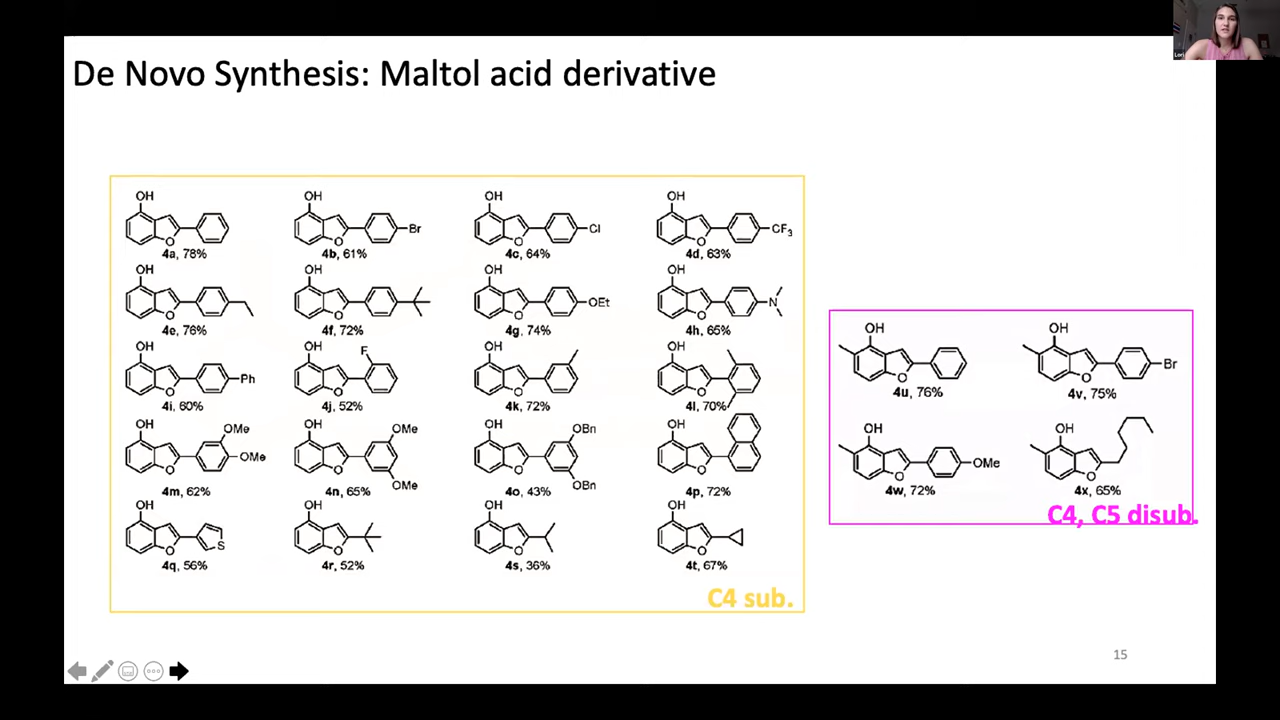 De Novo Synthesis: Maltol acid derivative
OH OH OH OH
O O Br O Cl O CF3
4a, 78% 4b, 61% 4c, 64% 4d, 63%
OH OH OH OH
O O O OEt O N
4e, 76% 4f, 72% 4g, 74% 4h, 65%
OH OH F OH OH
O Ph O O O
4i, 60% 4j, 52% 4k, 72% 4l, 70%
OH OMe OH OMe OH OBn OH
O OMe O OMe O OBn O
4m, 62% 4n, 65% 4o, 43% 4p, 72%
OH OH OH OH
O S O O O
4q, 56% 4r, 52% 4s, 36% 4t, 67%
C4 sub.
OH OH
O O Br
4u, 76% 4v, 75%
OH OH
O OMe O
4w, 72% 4x, 65%
C4, C5 disub.
15